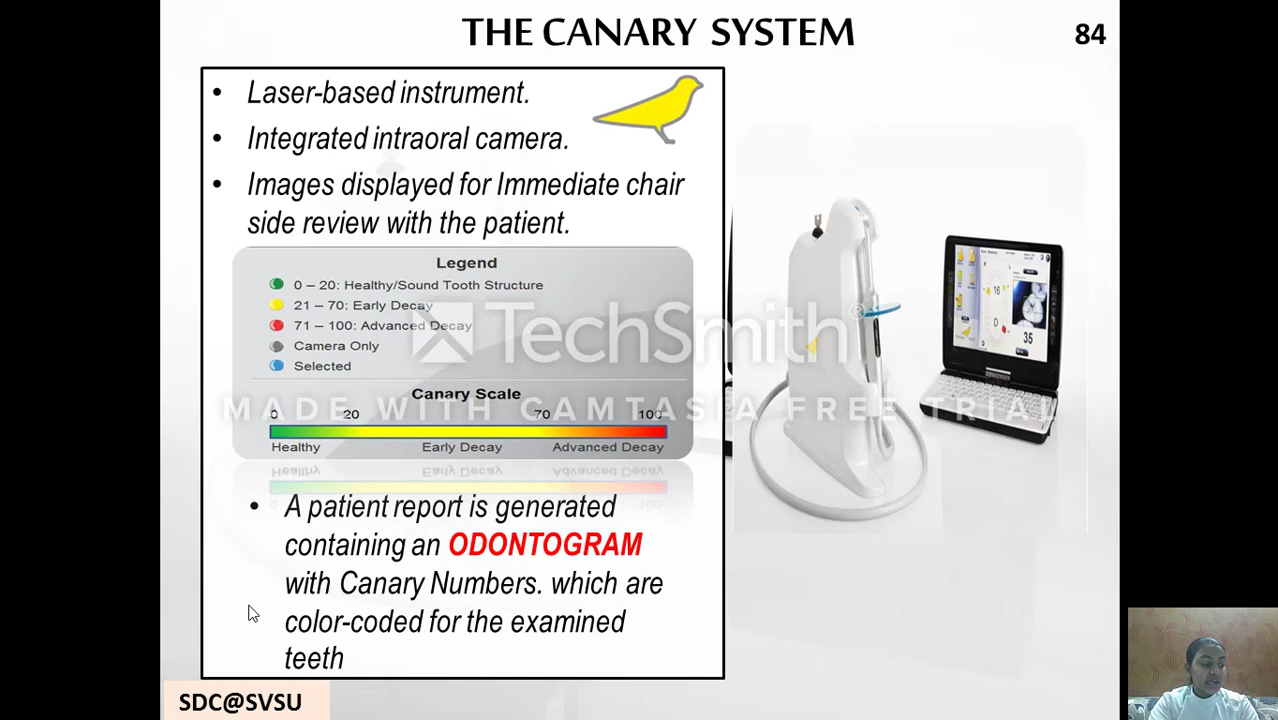 THE CANARY SYSTEM
84
• Laser-based instrument.
• Integrated intraoral camera.
• Images displayed for Immediate chair
side review with the patient.
Legend
0 – 20: Healthy/Sound Tooth Structure
21 – 70: Early Decay
71 – 100: Advanced Decay
Camera Only
Selected
Canary Scale
0 20 70 100
Healthy Early Decay Advanced Decay
TechSmith®
MADE WITH CAMTASIA FREE TRIAL
16
D
35
• A patient report is generated
containing an ODONTOGRAM
with Canary Numbers. which are
color-coded for the examined
teeth
SDC@SVSU